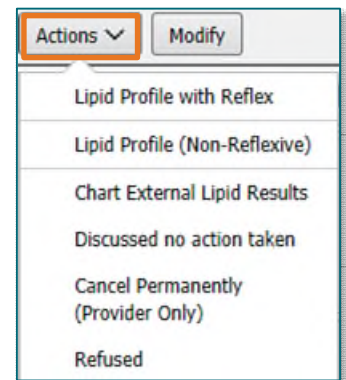 Actions Modify
Lipid Profile with Reflex
Lipid Profile (Non-Reflexive)
Chart External Lipid Results
Discussed no action taken
Cancel Permanently
(Provider Only)
Refused